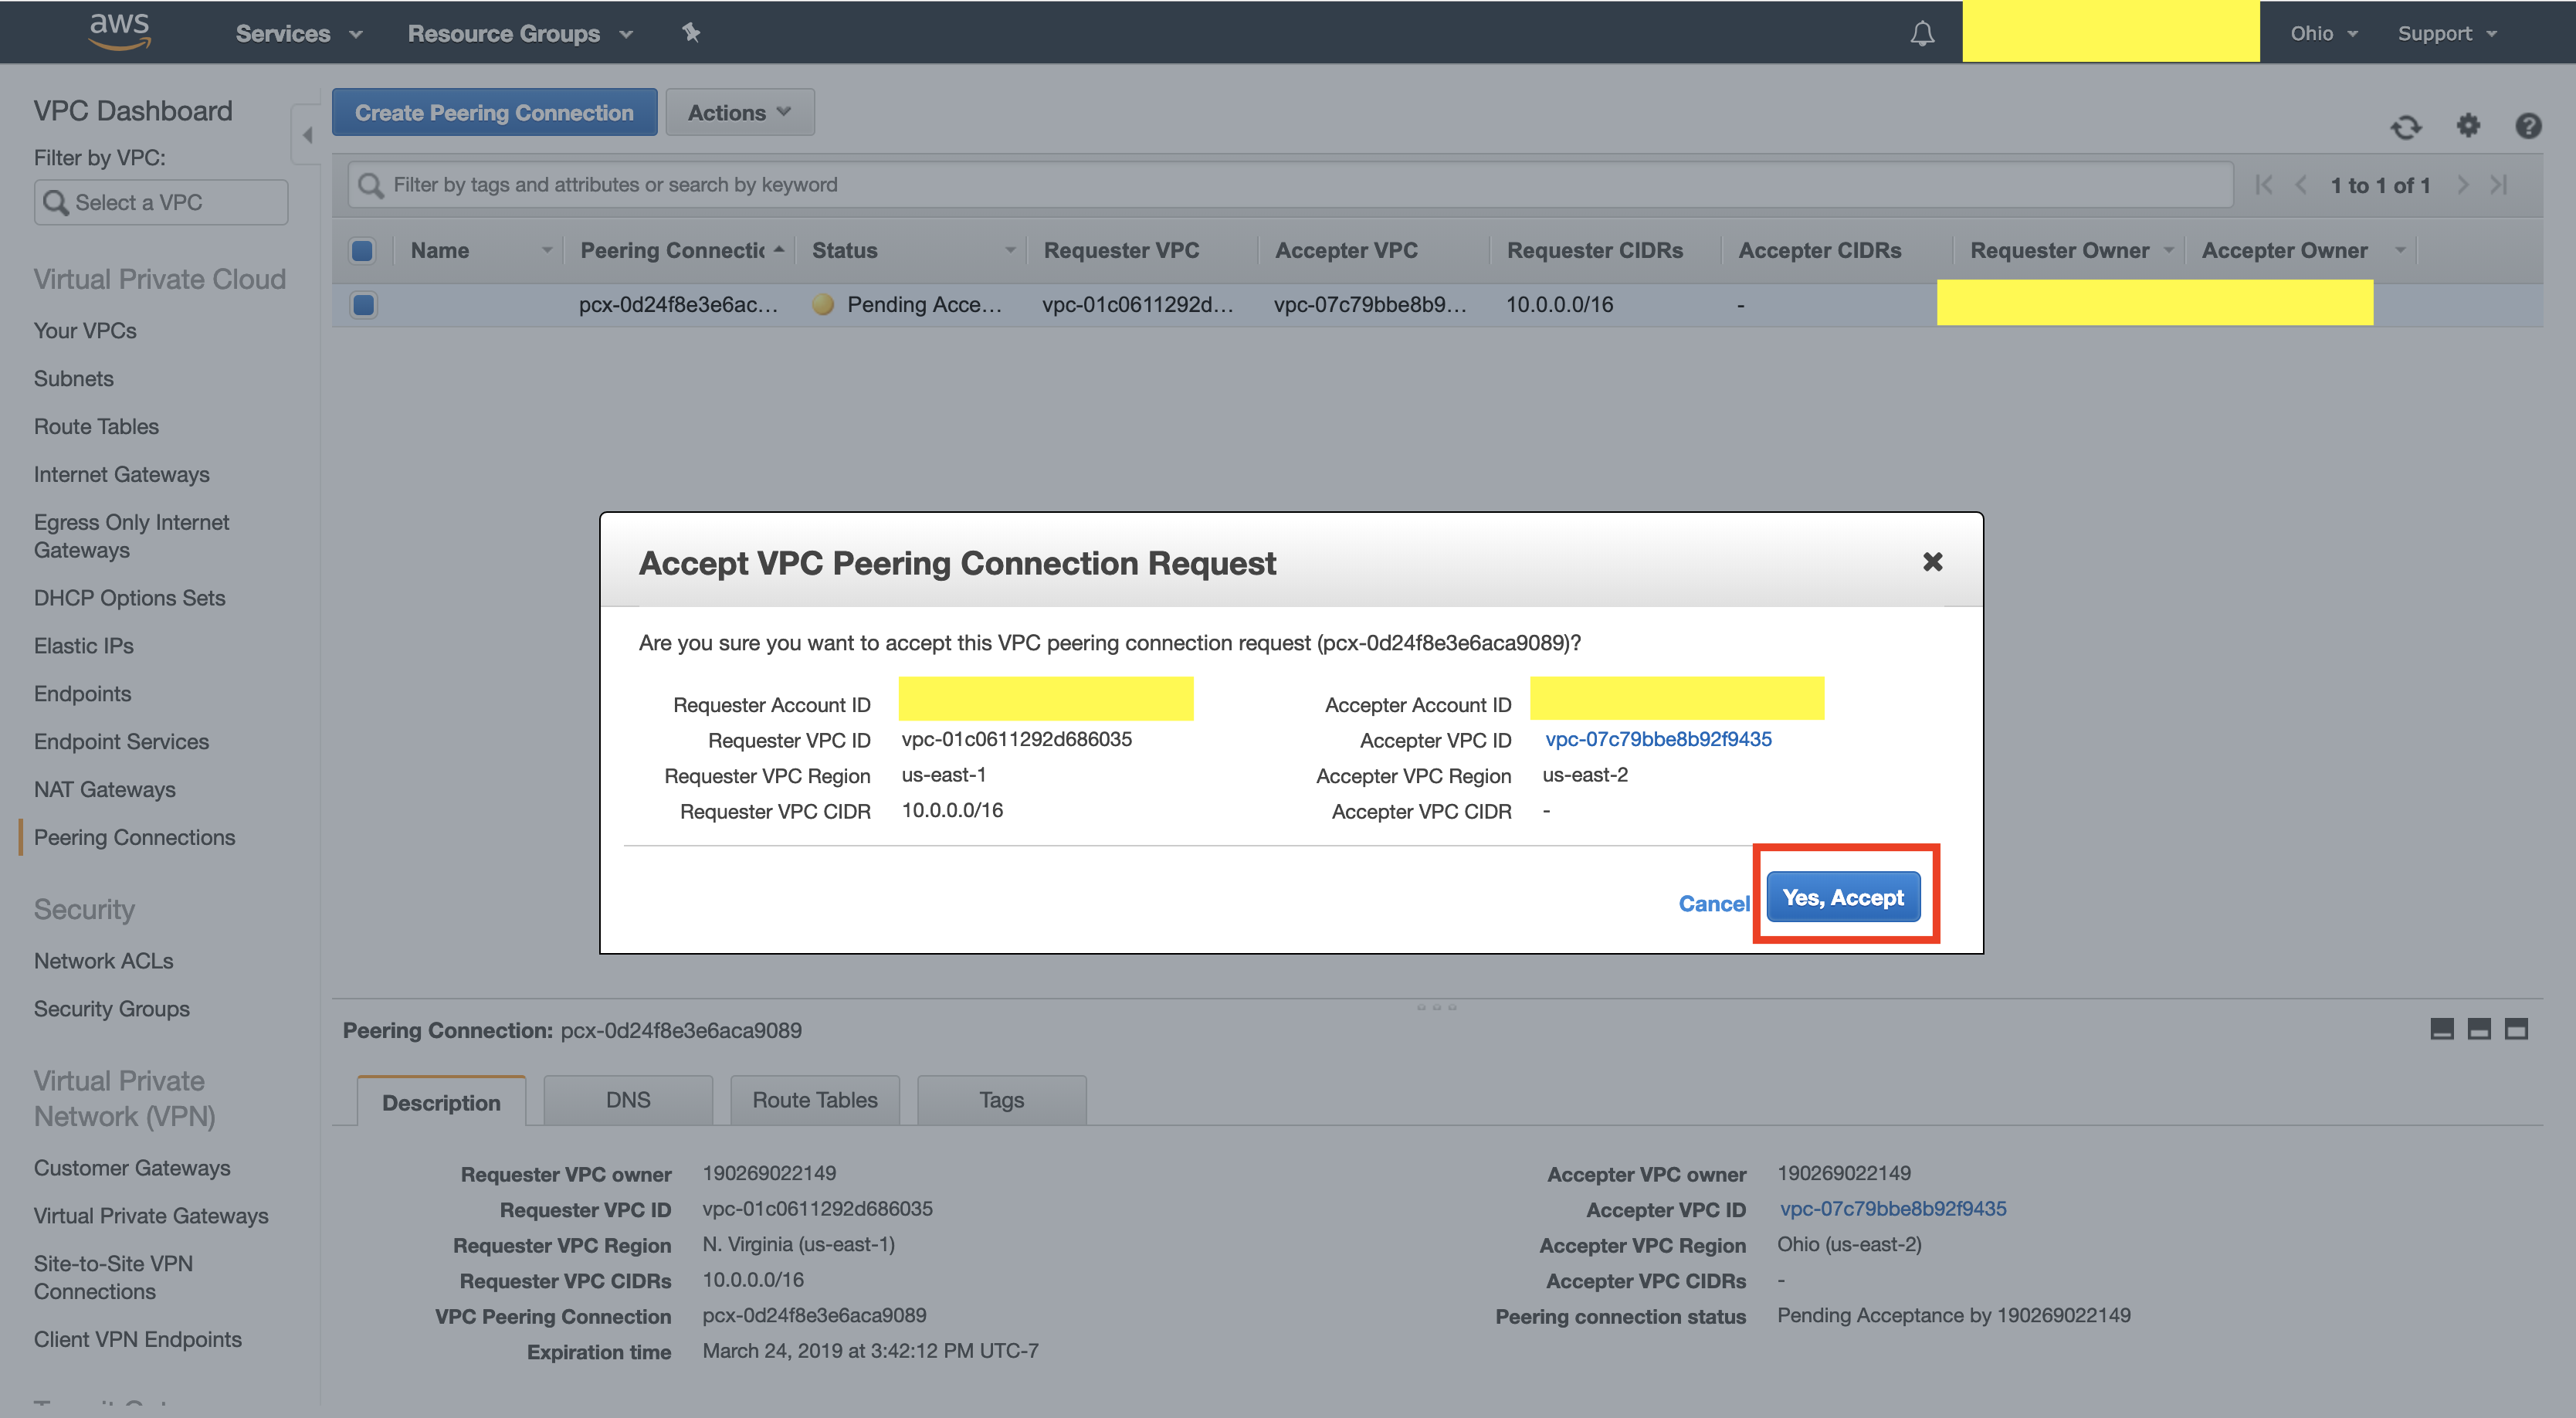 aws Services Resource Groups Ohio Support
VPC Dashboard
Filter by VPC:
Select a VPC
Virtual Private Cloud
Your VPCs
Subnets
Route Tables
Internet Gateways
Egress Only Internet
Gateways
DHCP Options Sets
Elastic IPs
Endpoints
Endpoint Services
NAT Gateways
Peering Connections
Security
Network ACLs
Security Groups
Virtual Private
Network (VPN)
Customer Gateways
Virtual Private Gateways
Site-to-Site VPN
Connections
Client VPN Endpoints
Create Peering Connection Actions
Filter by tags and attributes or search by keyword 1 to 1 of 1
Name Peering Connectic Status Requester VPC Accepter VPC Requester CIDRs Accepter CIDRs Requester Owner Accepter Owner
pcx-0d24f8e3e6ac... Pending Acce... vpc-01c0611292d... vpc-07c79bbe8b9... 10.0.0.0/16 -
Accept VPC Peering Connection Request
Are you sure you want to accept this VPC peering connection request (pcx-0d24f8e3e6aca9089)?
Requester Account ID Accepter Account ID
Requester VPC ID vpc-01c0611292d686035 Accepter VPC ID vpc-07c79bbe8b92f9435
Requester VPC Region us-east-1 Accepter VPC Region us-east-2
Requester VPC CIDR 10.0.0.0/16 Accepter VPC CIDR -
Cancel Yes, Accept
Peering Connection: pcx-0d24f8e3e6aca9089
Description DNS Route Tables Tags
Requester VPC owner 190269022149 Accepter VPC owner 190269022149
Requester VPC ID vpc-01c0611292d686035 Accepter VPC ID vpc-07c79bbe8b92f9435
Requester VPC Region N. Virginia (us-east-1) Accepter VPC Region Ohio (us-east-2)
Requester VPC CIDRs 10.0.0.0/16 Accepter VPC CIDRs -
VPC Peering Connection pcx-0d24f8e3e6aca9089 Peering connection status Pending Acceptance by 190269022149
Expiration time March 24, 2019 at 3:42:12 PM UTC-7